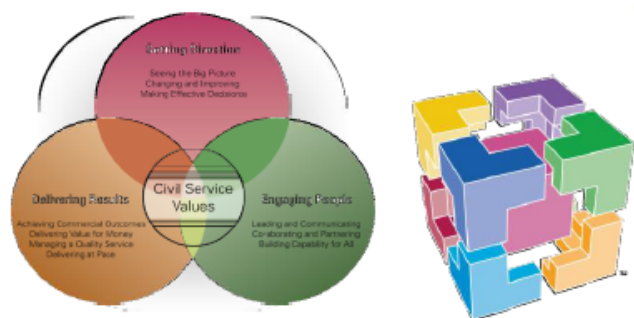 Setting Direction
Seeing the Big Picture
Changing and Improving
Making Effective Decisions
Delivering Results
Achieving Commercial Outcomes
Delivering Value for Money
Managing a Quality Service
Delivering at Pace
Civil Service
Values
Engaging People
Leading and Communicating
Collaborating and Partnering
Building Capability for All